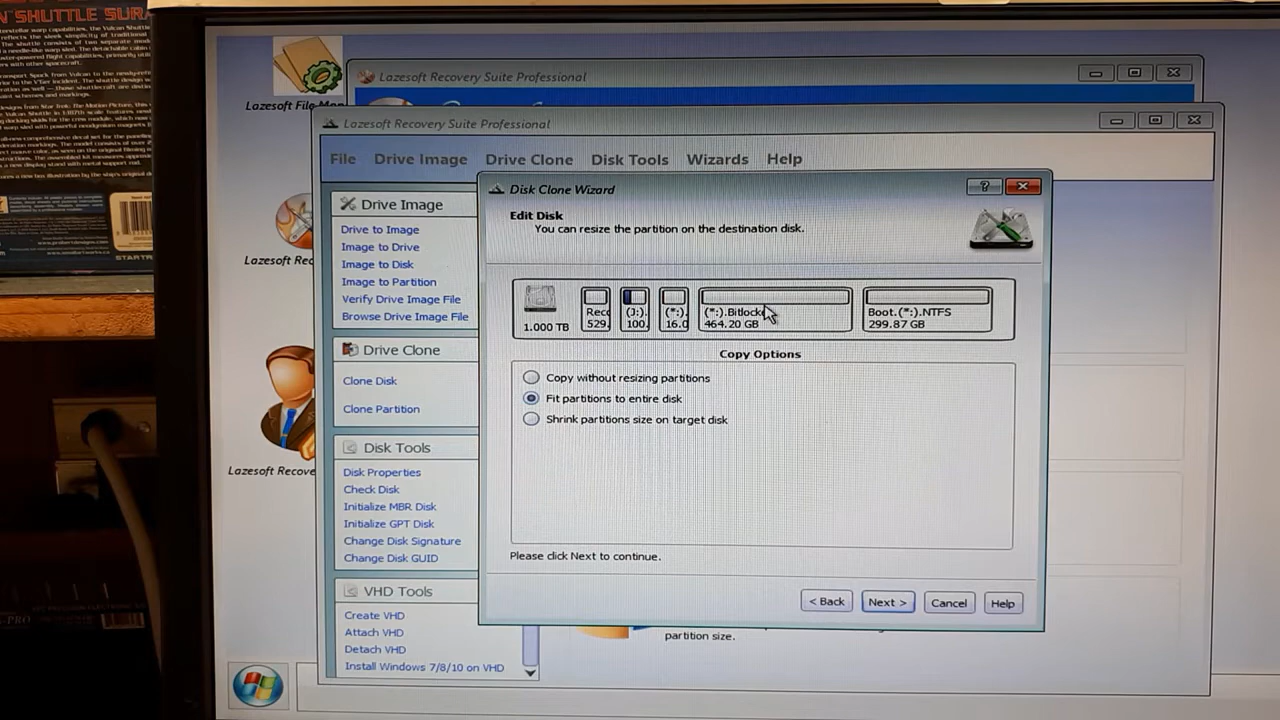 N SHUTTLE SURA
Lazesoft File Man
Lazesoft Rec
Lazesoft Recove
Lazesoft Recovery Suite Professional
Lazesoft Recovery Suite Professional
File Drive Image Drive Clone Disk Tools Wizards Help
Drive Image
Drive to Image
Image to Drive
Image to Disk
Image to Partition
Verify Drive Image File
Browse Drive Image File
Drive Clone
Clone Disk
Clone Partition
Disk Tools
Disk Properties
Check Disk
Initialize MBR Disk
Initialize GPT Disk
Change Disk Signature
Change Disk GUID
VHD Tools
Create VHD
Attach VHD
Detach VHD
Install Windows 7/8/10 on VHD
Disk Clone Wizard
Edit Disk
You can resize the partition on the destination disk.
1.000 TB
Rec
529.
(J:).
100.
(*:).
16.0
(*:).Bitlock
464.20 GB
Boot.(*:).NTFS
299.87 GB
Copy Options
Copy without resizing partitions
Fit partitions to entire disk
Shrink partitions size on target disk
Please click Next to continue.
< Back Next > Cancel Help
partition size.